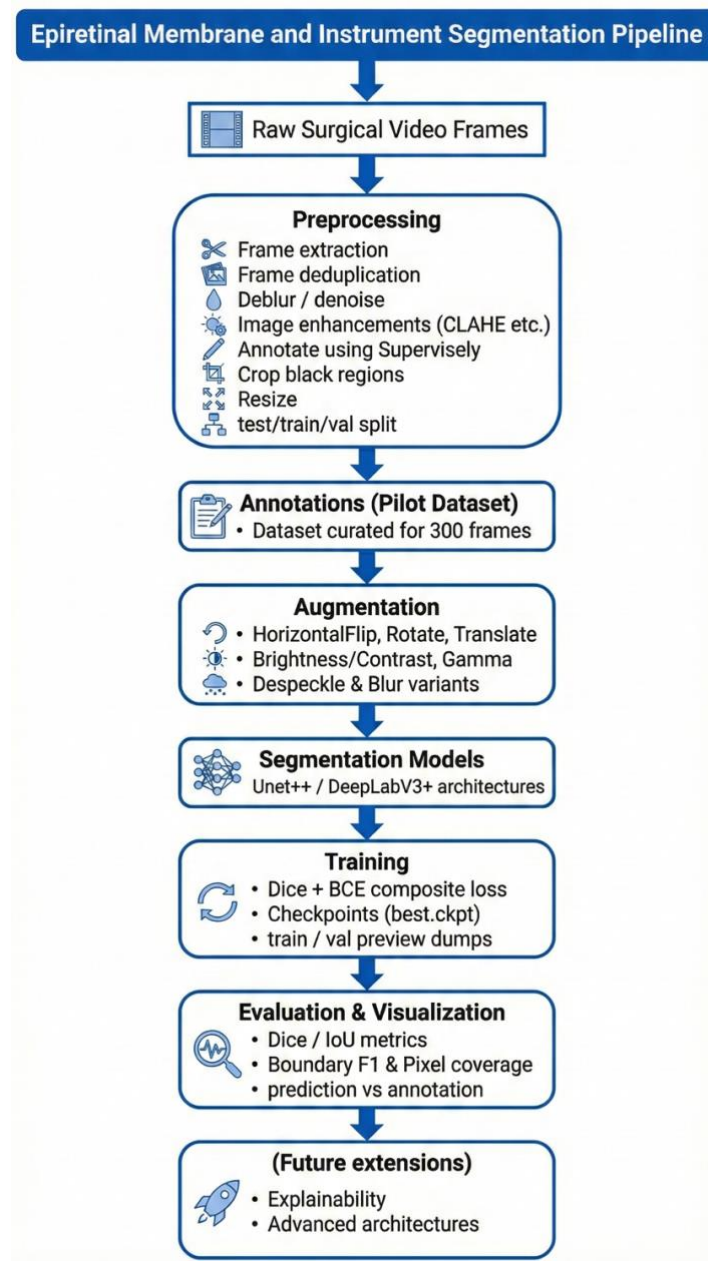 Epiretinal Membrane and Instrument Segmentation Pipeline
Raw Surgical Video Frames
Preprocessing
Frame extraction
Frame deduplication
Deblur / denoise
Image enhancements (CLAHE etc.)
Annotate using Supervisely
Crop black regions
Resize
test/train/val split
Annotations (Pilot Dataset)
• Dataset curated for 300 frames
Augmentation
• HorizontalFlip, Rotate, Translate
• Brightness/Contrast, Gamma
• Despeckle & Blur variants
Segmentation Models
Unet++ / DeepLabV3+ architectures
Training
• Dice + BCE composite loss
• Checkpoints (best.ckpt)
• train / val preview dumps
Evaluation & Visualization
• Dice / IoU metrics
• Boundary F1 & Pixel coverage
• prediction vs annotation
(Future extensions)
• Explainability
• Advanced architectures